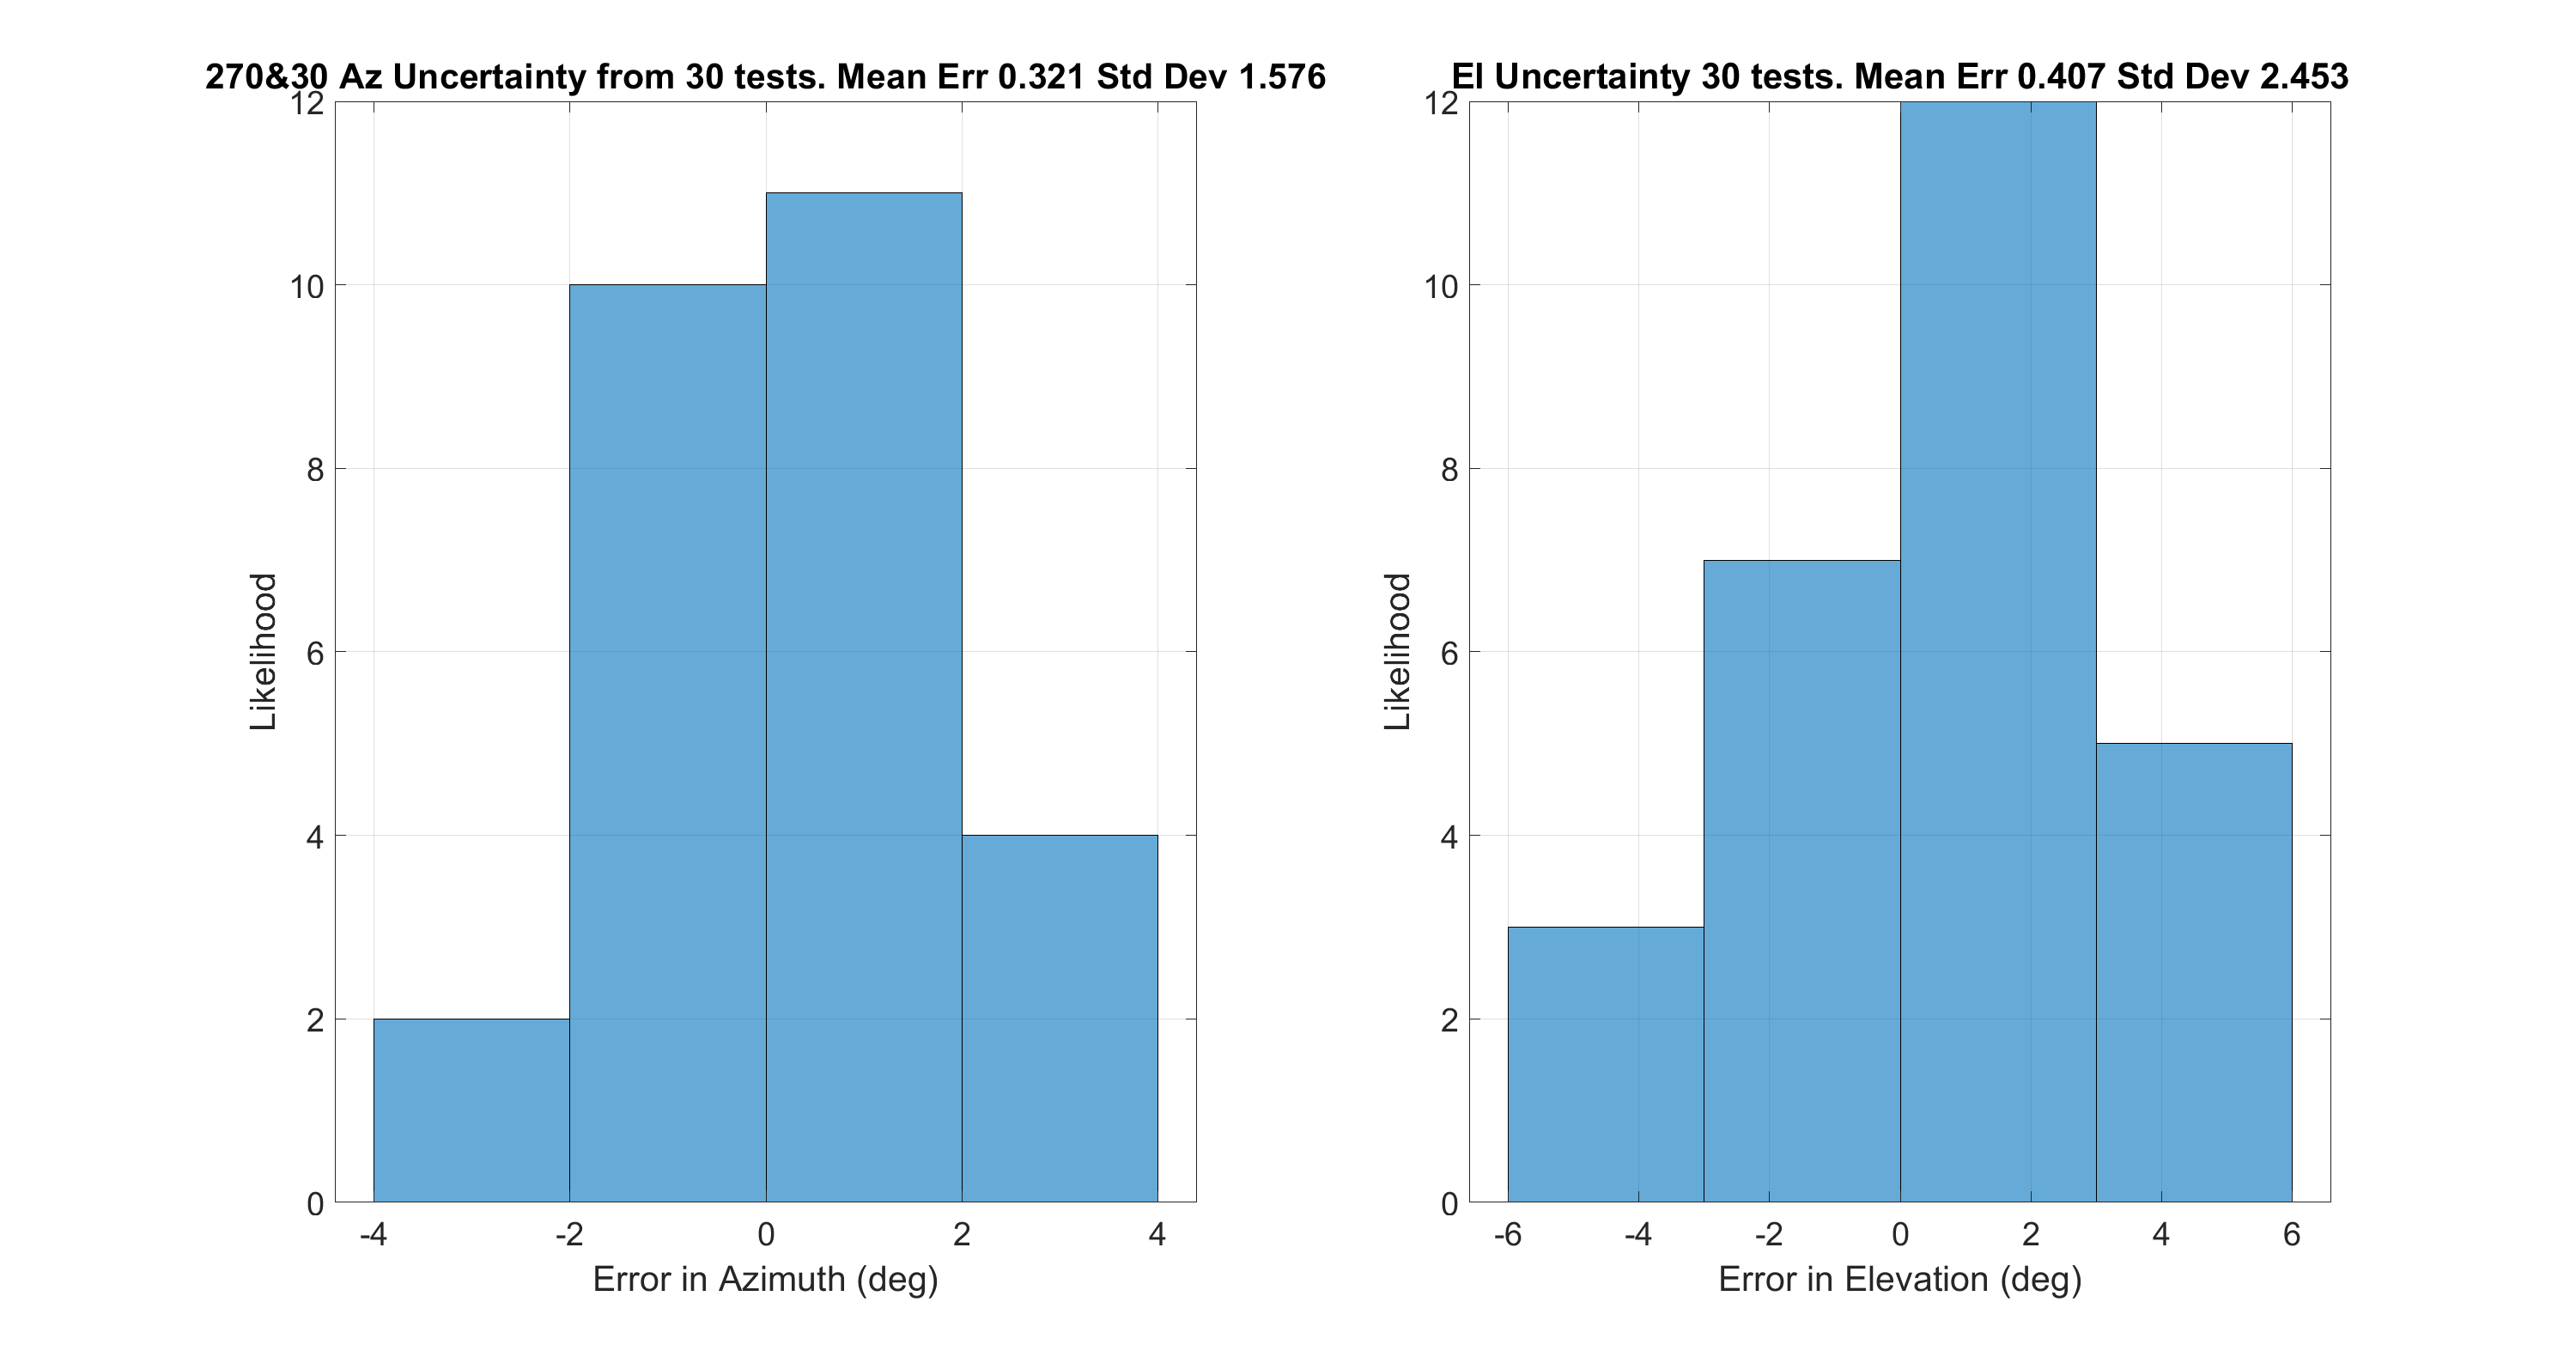 270&30 Az Uncertainty from 30 tests. Mean Err 0.321 Std Dev 1.576
12
10
8
6
4
2
0
Likelihood
-4 -2 0 2 4
Error in Azimuth (deg)
El Uncertainty 30 tests. Mean Err 0.407 Std Dev 2.453
12
10
8
6
4
2
0
Likelihood
-6 -4 -2 0 2 4 6
Error in Elevation (deg)